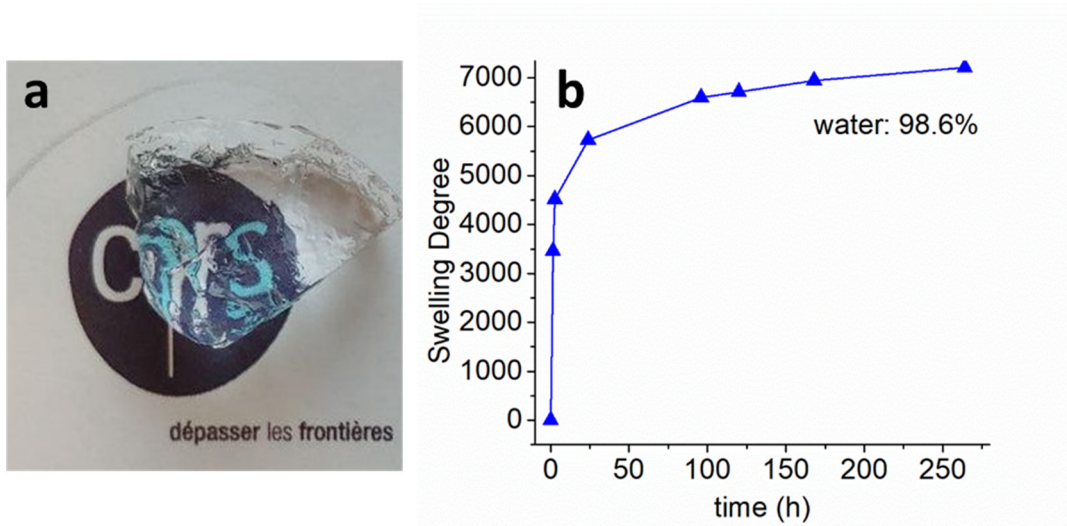 a
CNRS
dépasser les frontières
b
7000
6000
5000
4000
3000
2000
1000
0
Swelling Degree
water: 98.6%
0 50 100 150 200 250
time (h)